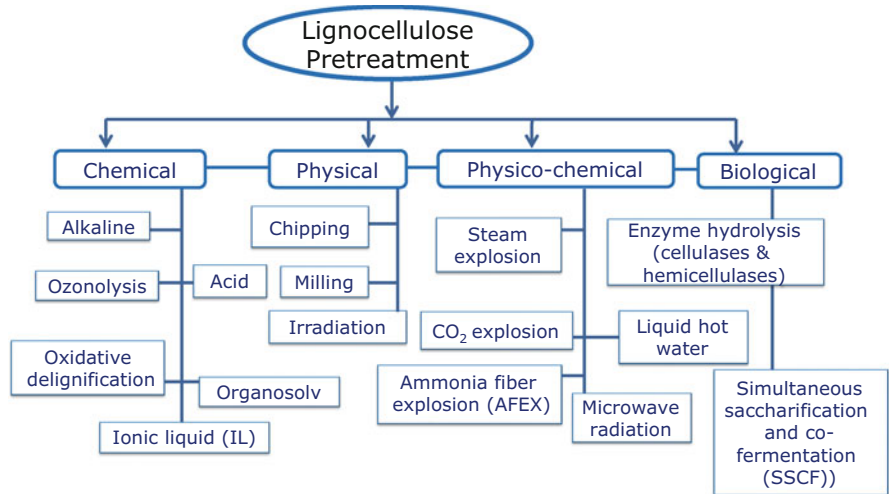 Lignocellulose
Pretreatment
Chemical
Physical
Physico-chemical
Biological
Alkaline
Ozonolysis
Acid
Oxidative
delignification
Organosolv
Ionic liquid (IL)
Chipping
Milling
Irradiation
Steam
explosion
CO₂ explosion
Liquid hot
water
Ammonia fiber
explosion (AFEX)
Microwave
radiation
Enzyme hydrolysis
(cellulases &
hemicellulases)
Simultaneous
saccharification
and co-
fermentation
(SSCF))